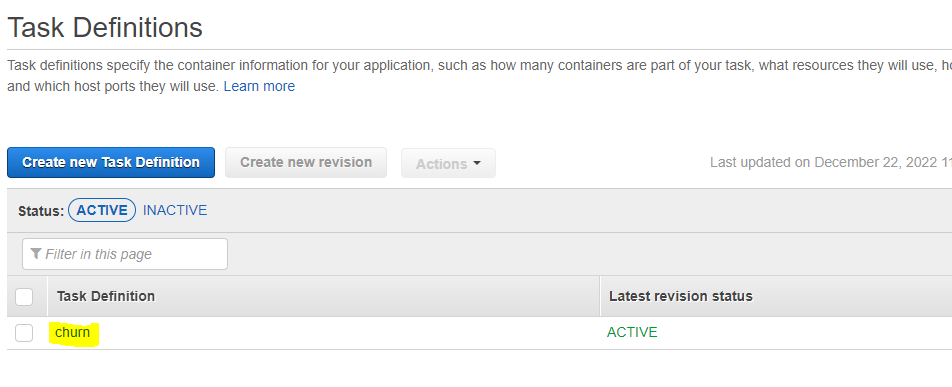 Task Definitions
Task definitions specify the container information for your application, such as how many containers are part of your task, what resources they will use,
and which host ports they will use. Learn more
Create new Task Definition Create new revision Actions Last updated on December 22, 2022
Status: ACTIVE INACTIVE
Filter in this page
Task Definition Latest revision status
churn ACTIVE